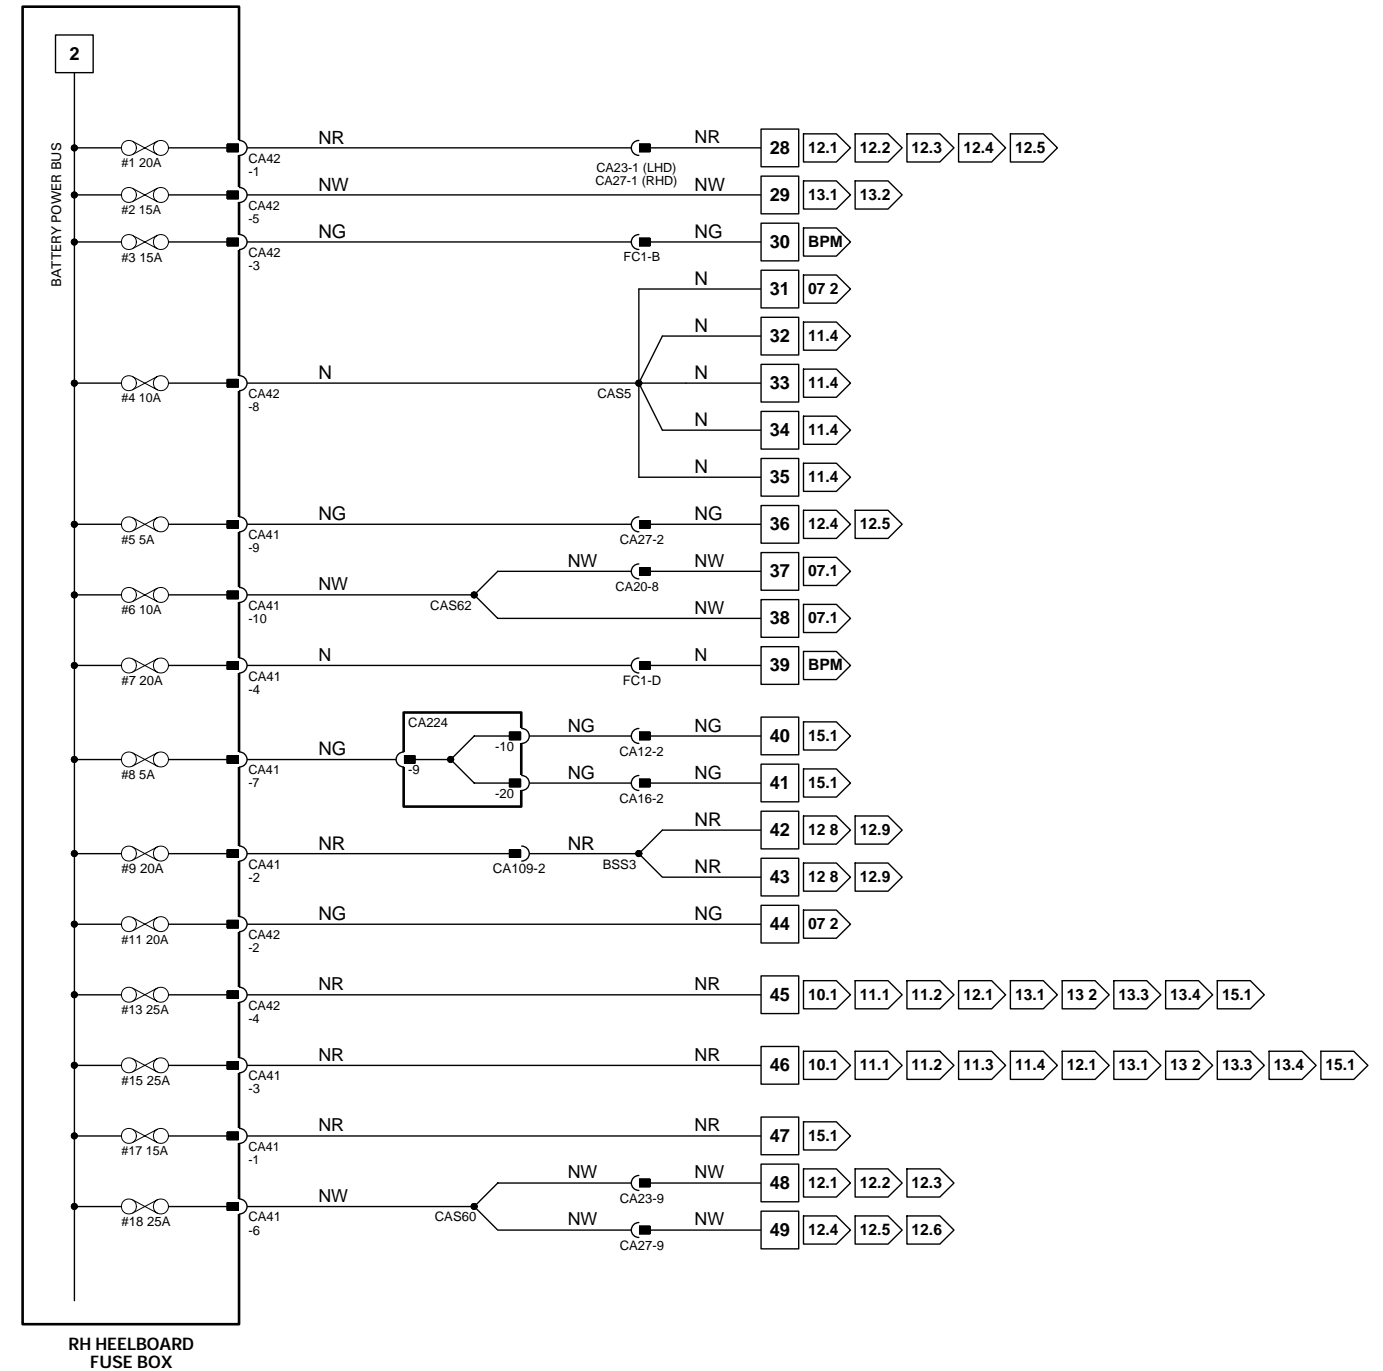 2
BATTERY POWER BUS
#1 20A CA42 -1 NR CA23-1 (LHD) CA27-1 (RHD) NR 28 12.1 12.2 12.3 12.4 12.5
#2 15A CA42 -5 NW NW 29 13.1 13.2
#3 15A CA42 -3 NG FC1-B NG 30 BPM
N 31 07 2
N 32 11.4
#4 10A CA42 -8 N CAS5 N 33 11.4
N 34 11.4
N 35 11.4
#5 5A CA41 -9 NG CA27-2 NG 36 12.4 12.5
NW CA20-8 NW 37 07.1
#6 10A CA41 -10 NW CAS62
NW 38 07.1
#7 20A CA41 -4 N FC1-D N 39 BPM
CA224 -10 NG CA12-2 NG 40 15.1
#8 5A CA41 -7 NG -9
-20 NG CA16-2 NG 41 15.1
NR 42 12 8 12.9
#9 20A CA41 -2 NR CA109-2 NR BSS3
NR 43 12 8 12.9
#11 20A CA42 -2 NG NG 44 07 2
#13 25A CA42 -4 NR NR 45 10.1 11.1 11.2 12.1 13.1 13 2 13.3 13.4 15.1
#15 25A CA41 -3 NR NR 46 10.1 11.1 11.2 11.3 11.4 12.1 13.1 13 2 13.3 13.4 15.1
#17 15A CA41 -1 NR NR 47 15.1
NW CA23-9 NW 48 12.1 12.2 12.3
#18 25A CA41 -6 NW CAS60
NW CA27-9 NW 49 12.4 12.5 12.6
RH HEELBOARD
FUSE BOX